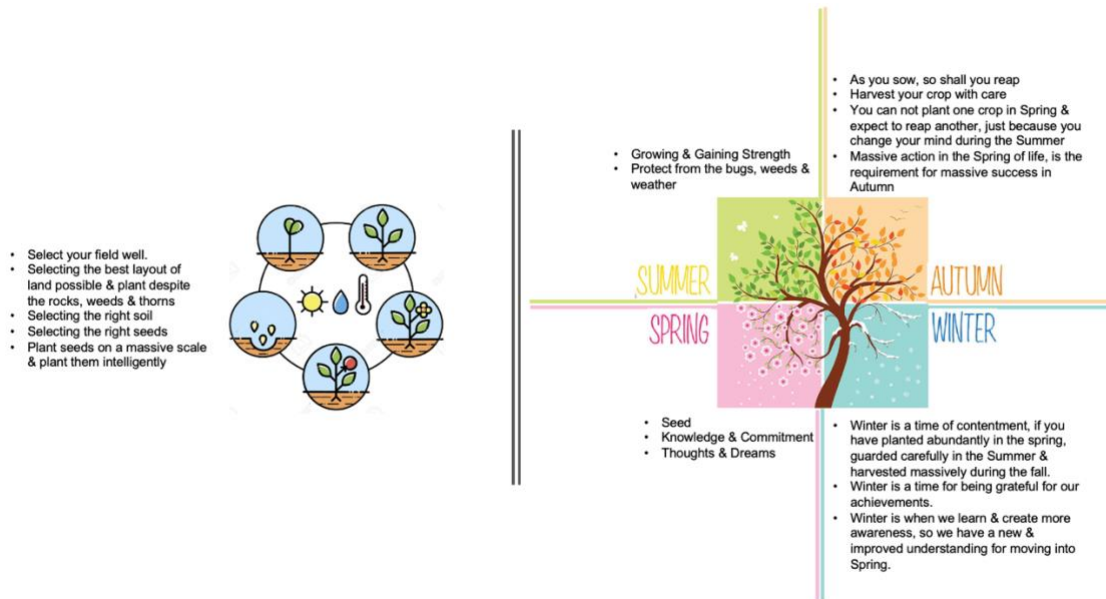 • Select your field well.
• Selecting the best layout of
land possible & plant despite
the rocks, weeds & thorns
• Selecting the right soil
• Selecting the right seeds
• Plant seeds on a massive scale
& plant them intelligently
• Growing & Gaining Strength
• Protect from the bugs, weeds &
weather
• As you sow, so shall you reap
• Harvest your crop with care
• You can not plant one crop in Spring &
expect to reap another, just because you
change your mind during the Summer
• Massive action in the Spring of life, is the
requirement for massive success in
Autumn
SUMMER
AUTUMN
SPRING
WINTER
• Seed
• Knowledge & Commitment
• Thoughts & Dreams
• Winter is a time of contentment, if you
have planted abundantly in the spring,
guarded carefully in the Summer &
harvested massively during the fall.
• Winter is a time for being grateful for our
achievements.
• Winter is when we learn & create more
awareness, so we have a new &
improved understanding for moving into
Spring.